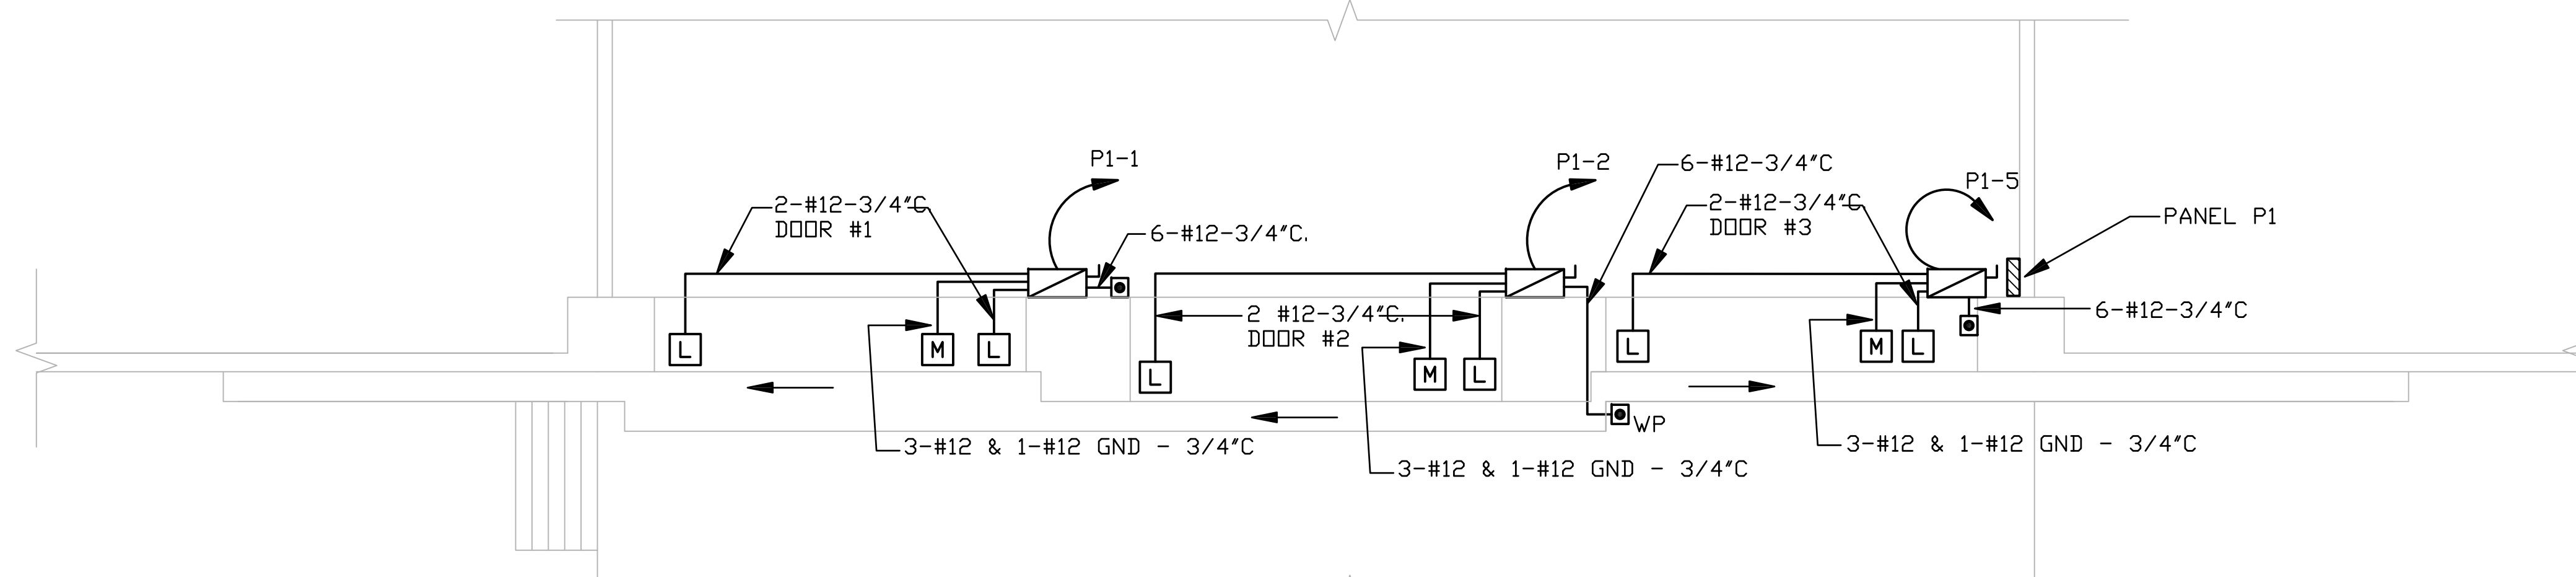 P1-1
P1-2
6-#12-3/4"C
P1-5
2-#12-3/4"C.
DOOR #1
2-#12-3/4"C
DOOR #3
PANEL P1
6-#12-3/4"C.
2 #12-3/4"C.
DOOR #2
6-#12-3/4"C
L
M
L
L
M
L
L
M
L
WP
3-#12 & 1-#12 GND - 3/4"C
3-#12 & 1-#12 GND - 3/4"C
3-#12 & 1-#12 GND - 3/4"C